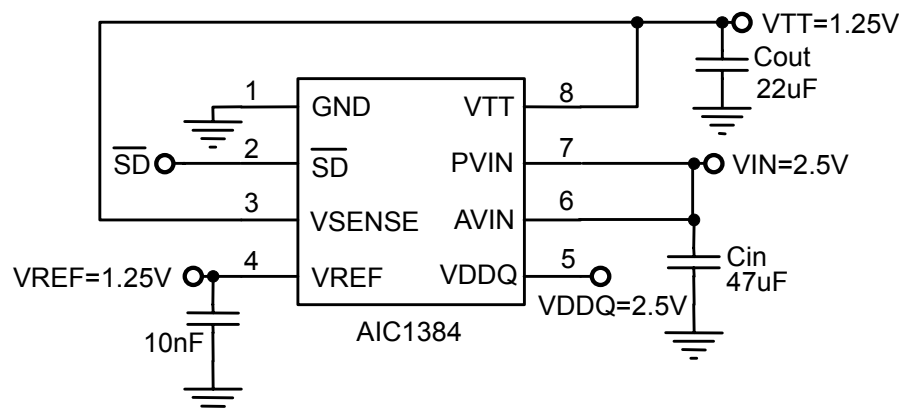 VTT=1.25V
Cout
22uF
1 GND VTT 8
SD 2 SD PVIN 7 VIN=2.5V
3 VSENSE AVIN 6
VREF=1.25V 4 VREF VDDQ 5
Cin
47uF
VDDQ=2.5V
10nF
AIC1384